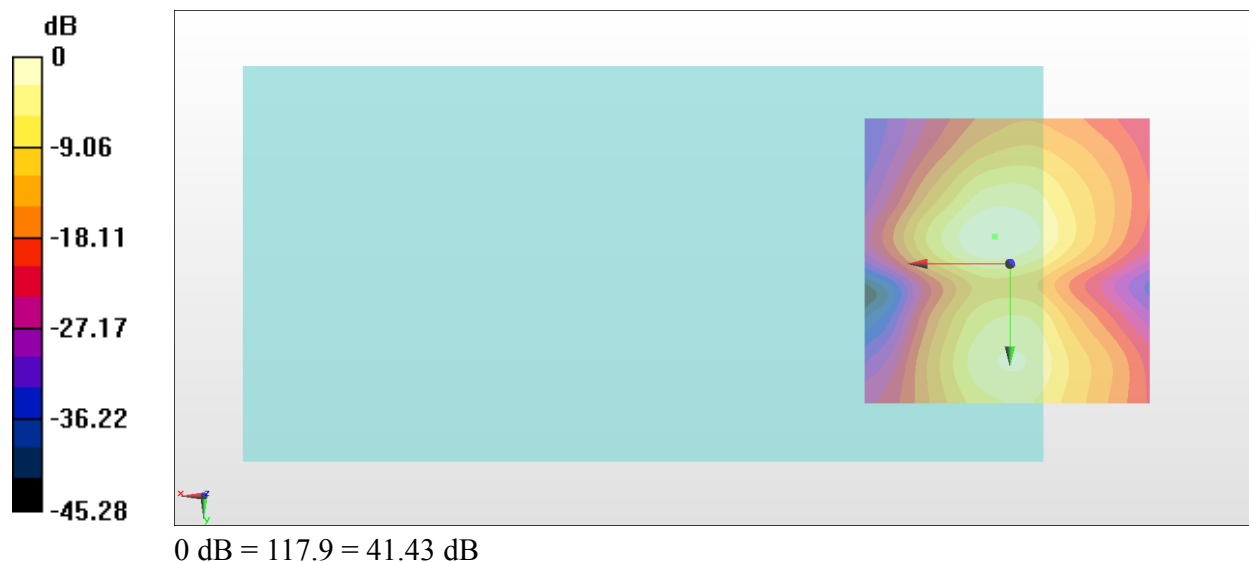 dB
0
-9.06
-18.11
-27.17
-36.22
-45.28
x
z
y
0 dB = 117.9 = 41.43 dB